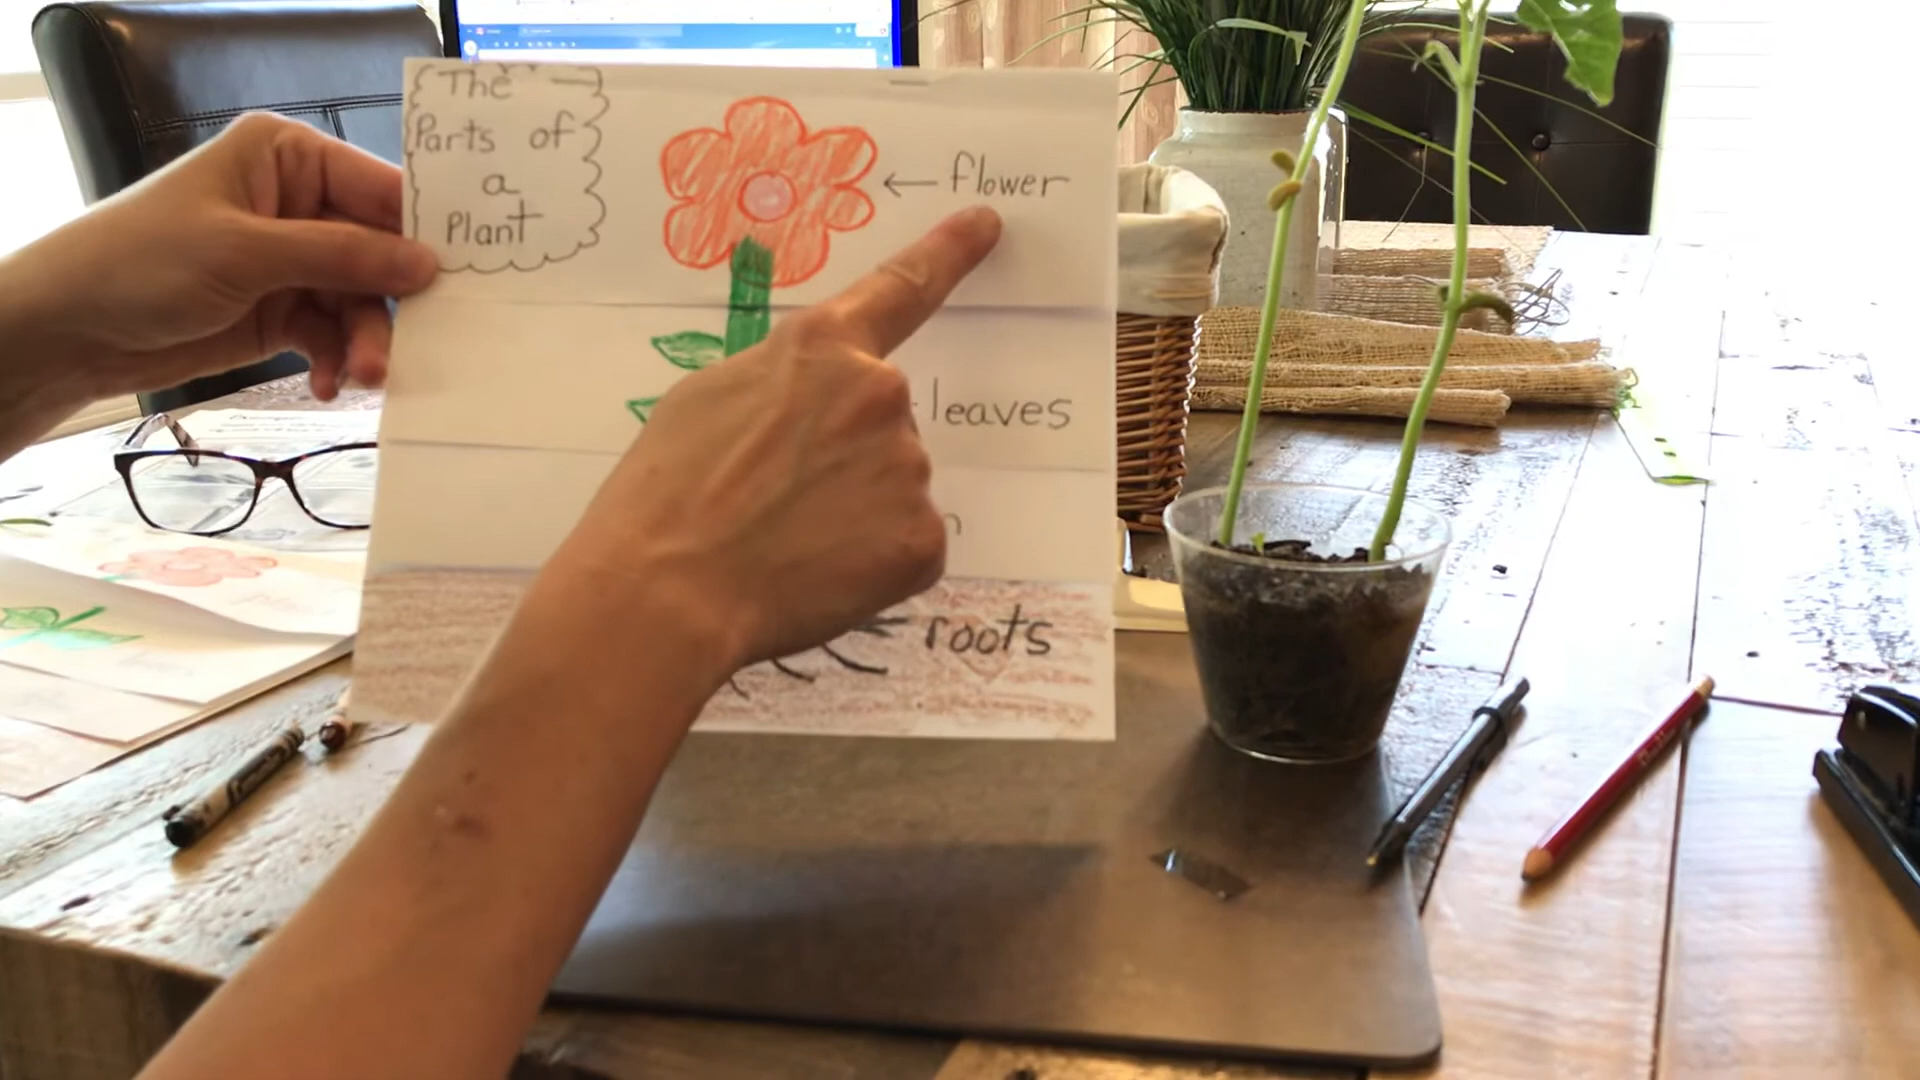 The
Parts of
a
Plant
flower
leaves
roots